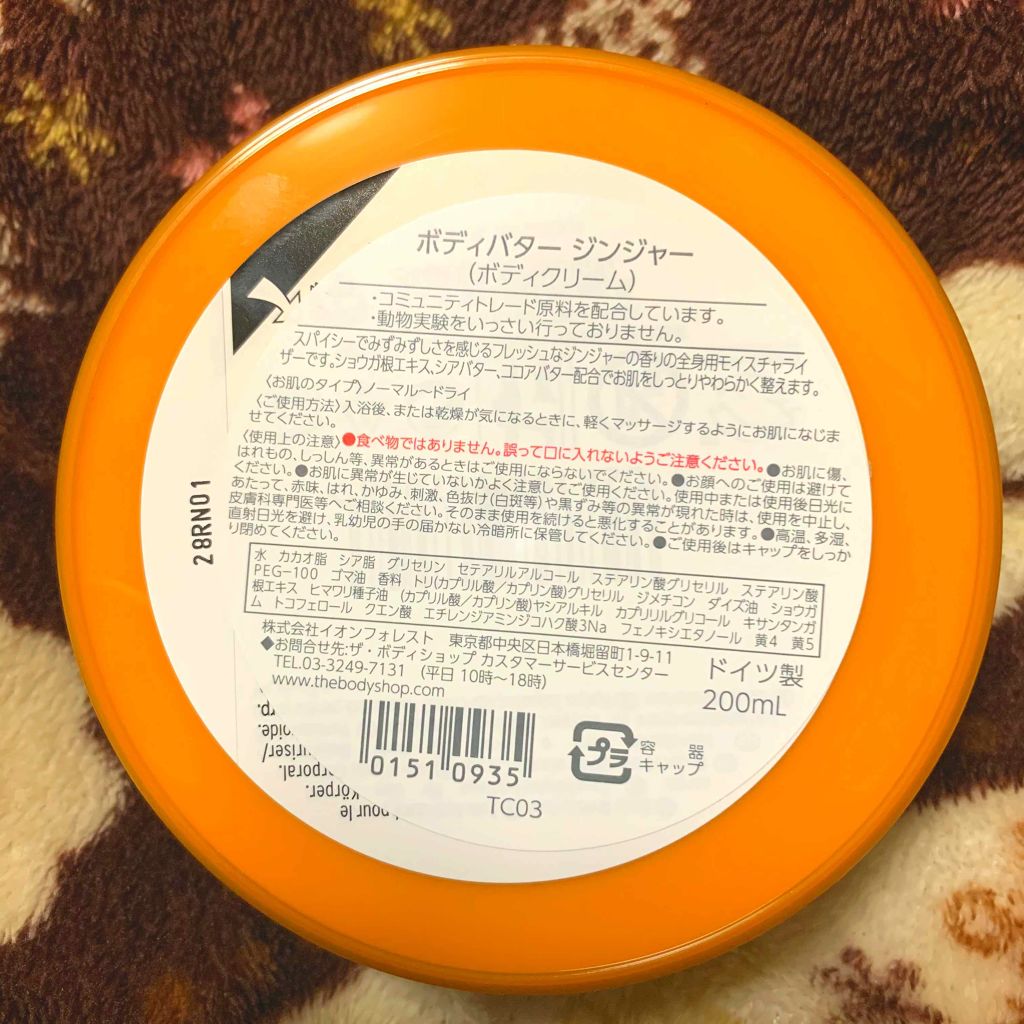 ボディバター ジンジャー
（ボディクリーム）
・コミュニティトレード原料を配合しています。
・動物実験をいっさい行っておりません。
スパイシーでみずみずしさを感じるフレッシュなジンジャーの香りの全身用モイスチャライ
ザーです。ショウガ根エキス、シアバター、ココアバター配合でお肌をしっとりやわらかく整えます。
〈お肌のタイプ〉ノーマル～ドライ
〈ご使用方法〉入浴後、または乾燥が気になるときに、軽くマッサージするようにお肌になじま
せてください。
〈使用上の注意〉●食べ物ではありません。誤って口に入れないようご注意ください。●お肌に傷、
はれもの、しっしん等、異常があるときはご使用にならないでください。●お顔へのご使用は避けて
ください。●お肌に異常が生じていないかよく注意してご使用ください。使用中または使用後日光に
あたって、赤味、はれ、かゆみ、刺激、色抜け（白斑等）や黒ずみ等の異常が現れた時は、使用を中止し、
皮膚科専門医等へご相談ください。そのまま使用を続けると悪化することがあります。●高温、多湿、
直射日光を避け、乳幼児の手の届かない冷暗所に保管してください。●ご使用後はキャップをしっか
り閉めてください。
水 カカオ脂 シア脂 グリセリン セテアリルアルコール ステアリン酸グリセリル ステアリン酸
PEG-100 ゴマ油 香料 トリ（カプリル酸／カプリン酸）グリセリル ジメチコン ダイズ油 ショウガ
根エキス ヒマワリ種子油 （カプリル酸／カプリン酸）ヤシアルキル カプリリルグリコール キサンタンガ
ム トコフェロール クエン酸 エチレンジアミンジコハク酸3Na フェノキシエタノール 黄4 黄5
株式会社イオンフォレスト 東京都中央区日本橋堀留町1-9-11
◆お問合せ先:ザ・ボディショップ カスタマーサービスセンター
TEL.03-3249-7131 （平日 10時～18時）
www.thebodyshop.com
ドイツ製
200mL
0151 0935
TC03
プラ
容器
キャップ
28RN01
pour le
Körper.
rporal.
uriser/
oide.
rp.